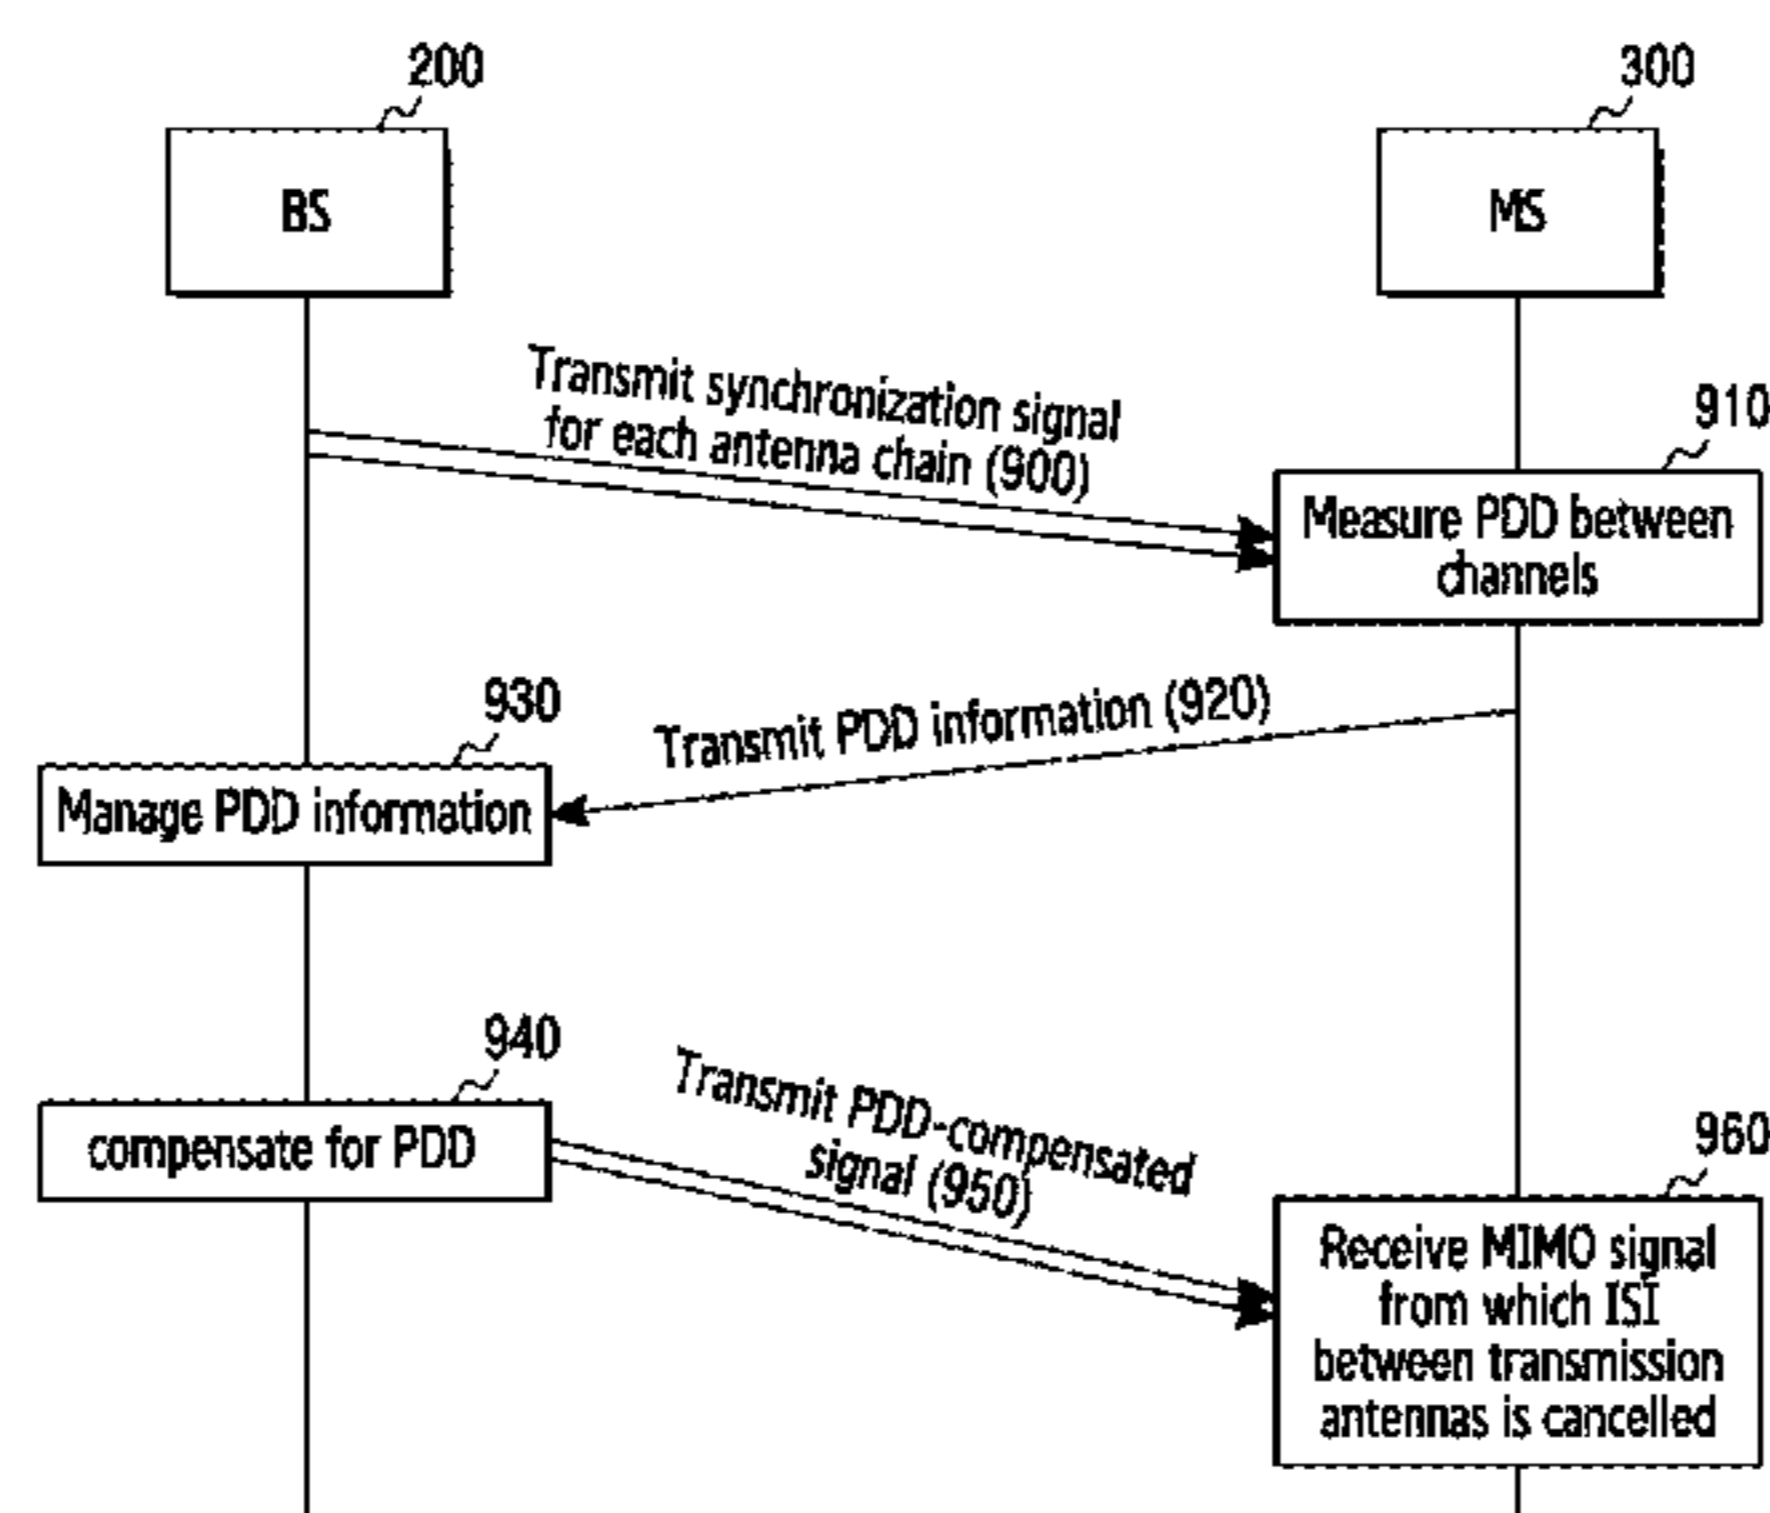 200
300
BS
MS
Transmit synchronization signal
for each antenna chain (900)
910
Measure PDD between
channels
Transmit PDD information (920)
930
Manage PDD information
940
compensate for PDD
Transmit PDD-compensated
signal (950)
960
Receive MIMO signal
from which ISI
between transmission
antennas is cancelled